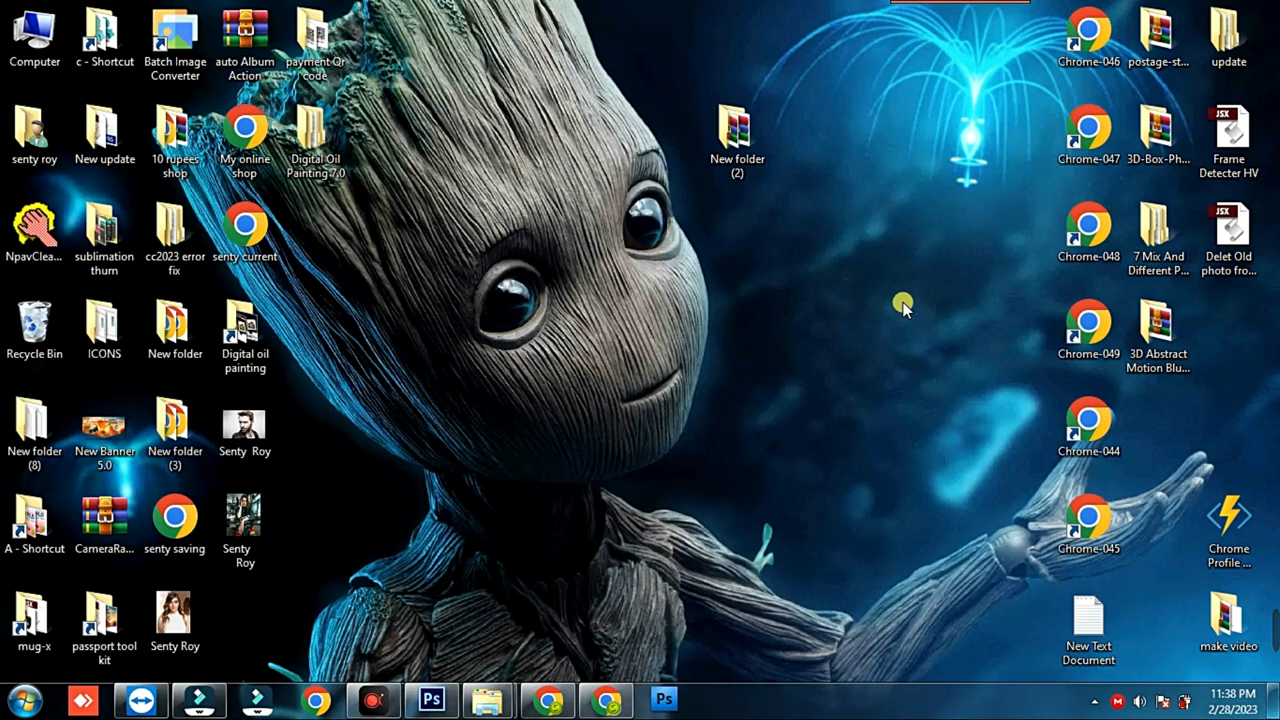 Computer
c - Shortcut
Batch Image
Converter
auto Album
Action
payment Qr
code
senty roy
New update
10 rupees
shop
My online
shop
Digital Oil
Painting 7.0
NpavClea...
sublimation
thum
cc2023 error
fix
senty current
Recycle Bin
ICONS
New folder
Digital oil
painting
New folder
(8)
New Banner
5.0
New folder
(3)
Senty Roy
A - Shortcut
CameraRa...
senty saving
Senty
Roy
mug-x
passport tool
kit
Senty Roy
New folder
(2)
Chrome-046
postage-st...
update
Chrome-047
3D-Box-Ph...
JSX
Frame
Detecter HV
Chrome-048
7 Mix And
Different P...
JSX
Delet Old
photo fro...
Chrome-049
3D Abstract
Motion Blu...
Chrome-044
Chrome-045
Chrome
Profile ...
New Text
Document
make video
Ps
Ps
M
11:38 PM
2/28/2023